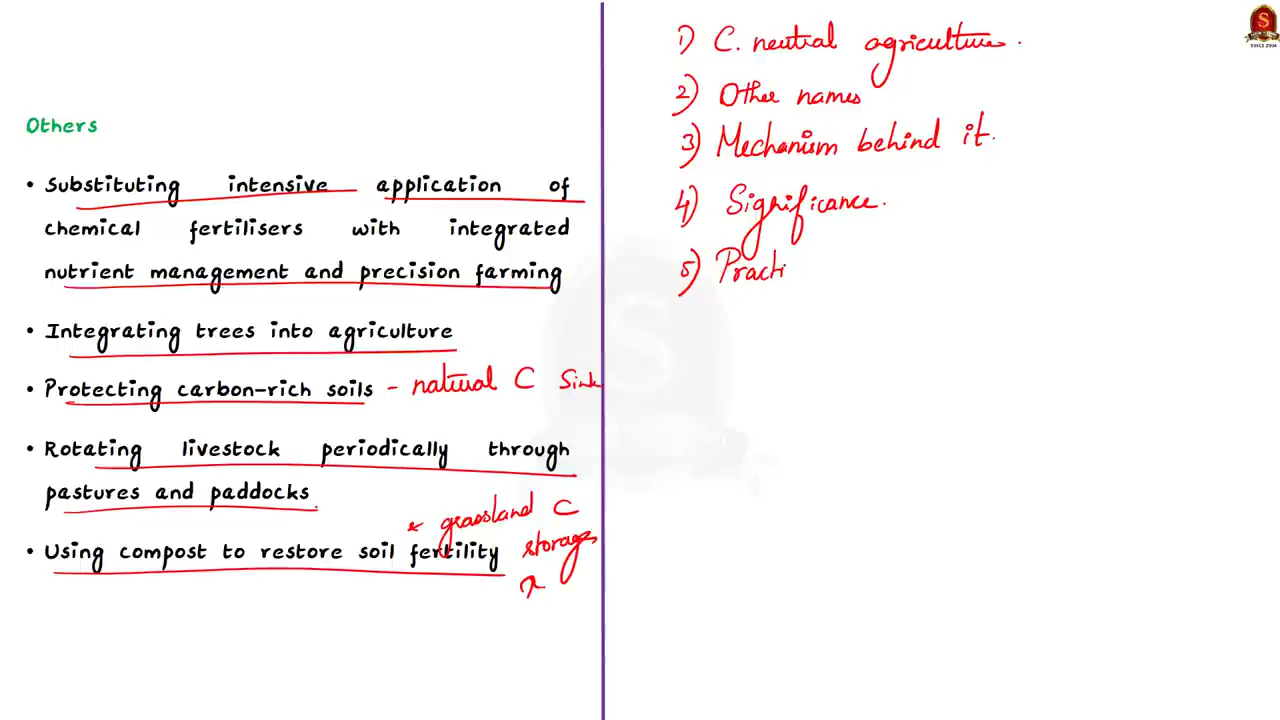 Others
• Substituting intensive application of
chemical fertilisers with integrated
nutrient management and precision farming
• Integrating trees into agriculture
• Protecting carbon-rich soils - natural C Sink
• Rotating livestock periodically through
pastures and paddocks.
* grassland C
storage
• Using compost to restore soil fertility
1) C. neutral agriculture.
2) Other names
3) Mechanism behind it.
4) Significance.
5) Practi
S
SINCE 2004